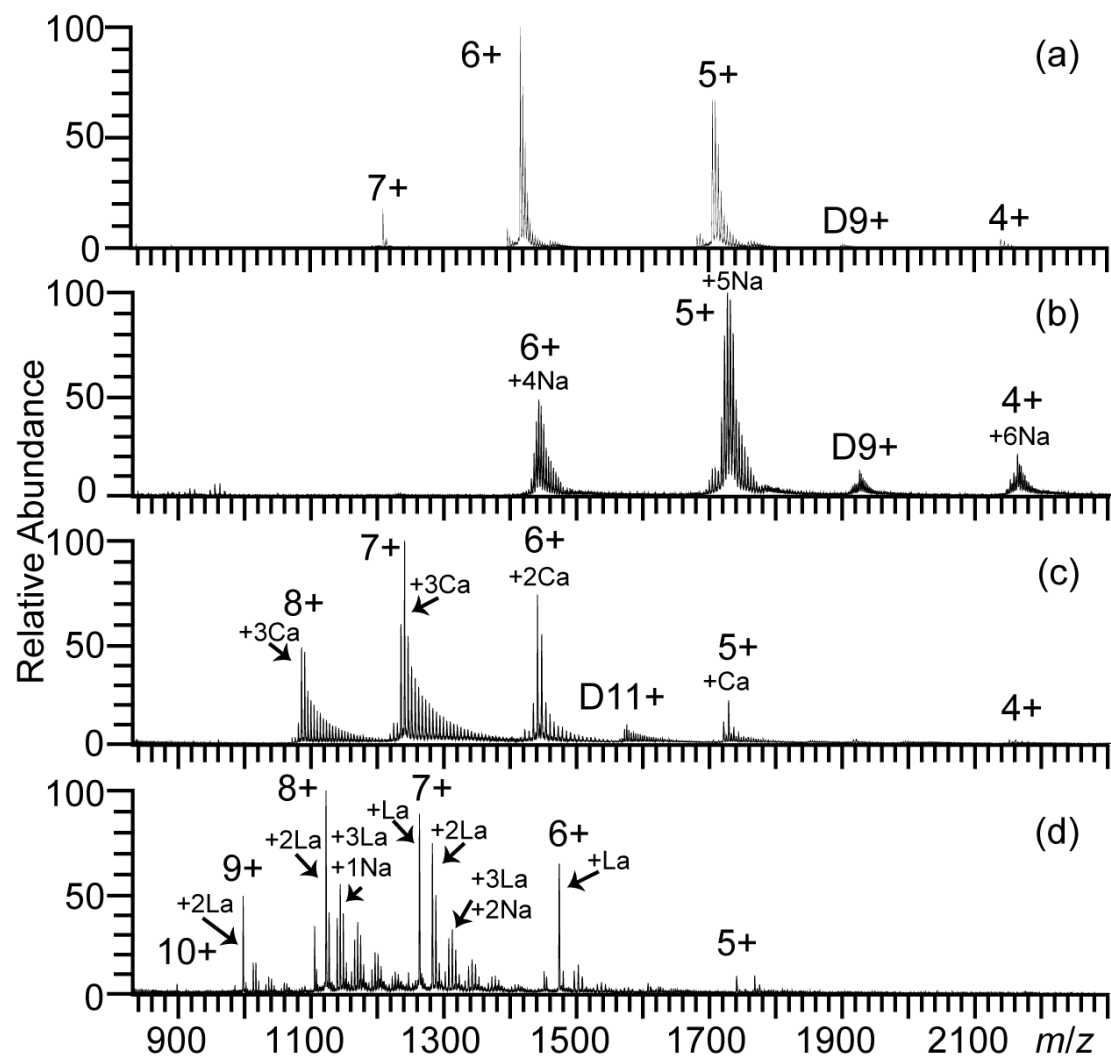 100
50
0
6+
5+
7+
D9+
4+
(a)
Relative Abundance
100
50
0
6+
+4Na
5+
+5Na
D9+
4+
+6Na
(b)
100
50
0
8+
+3Ca
7+
+3Ca
6+
+2Ca
D11+
5+
+Ca
4+
(c)
100
50
0
10+
9+
+2La
8+
+2La
+3La
+1Na
7+
+La
+2La
+3La
+2Na
6+
+La
5+
(d)
900 1100 1300 1500 1700 1900 2100 m/z